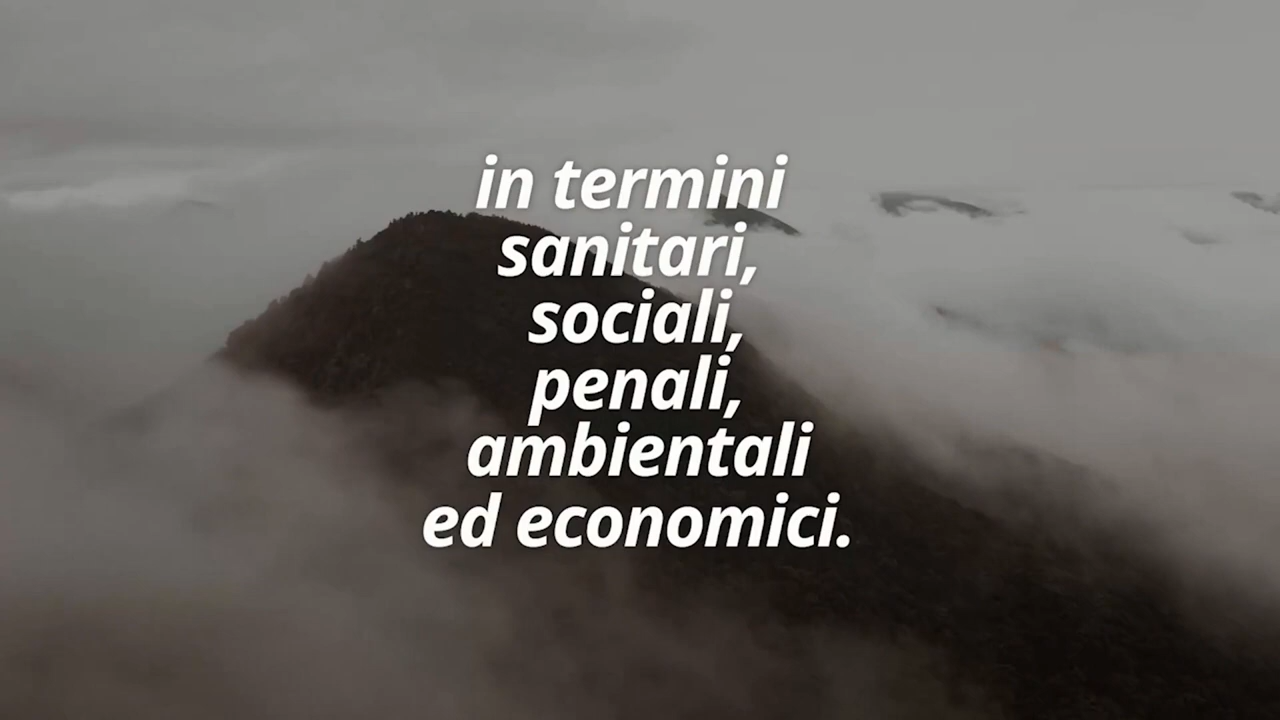 in termini
sanitari,
sociali,
penali,
ambientali
ed economici.